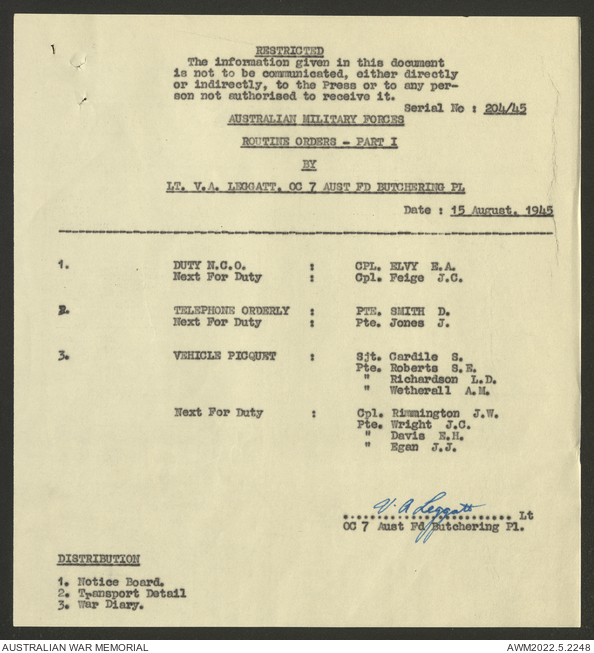 RESTRICTED
The information given in this document
is not to be communicated, either directly
or indirectly, to the Press or to any per-
son not authorised to receive it.
Serial No : 204/45
AUSTRALIAN MILITARY FORCES
ROUTINE ORDERS - PART I
BY
LT. V.A. LEGGATT. OC 7 AUST FD BUTCHERING PL
Date : 15 August. 1945
1. DUTY N.C.O. : CPL. ELVY E.A.
Next For Duty : Cpl. Feige J.C.
2. TELEPHONE ORDERLY : PTE. SMITH D.
Next For Duty : Pte. Jones J.
3. VEHICLE PICQUET : Sjt. Cardile S.
Pte. Roberts S.E.
" Richardson L.D.
" Wetherall A.M.
Next For Duty : Cpl. Rimmington J.W.
Pte. Wright J.C.
" Davis E.H.
" Egan J.J.
V. A Leggatt
........................ Lt
OC 7 Aust Fd Butchering Pl.
DISTRIBUTION
1. Notice Board.
2. Transport Detail
3. War Diary.
AUSTRALIAN WAR MEMORIAL AWM2022.5.2248